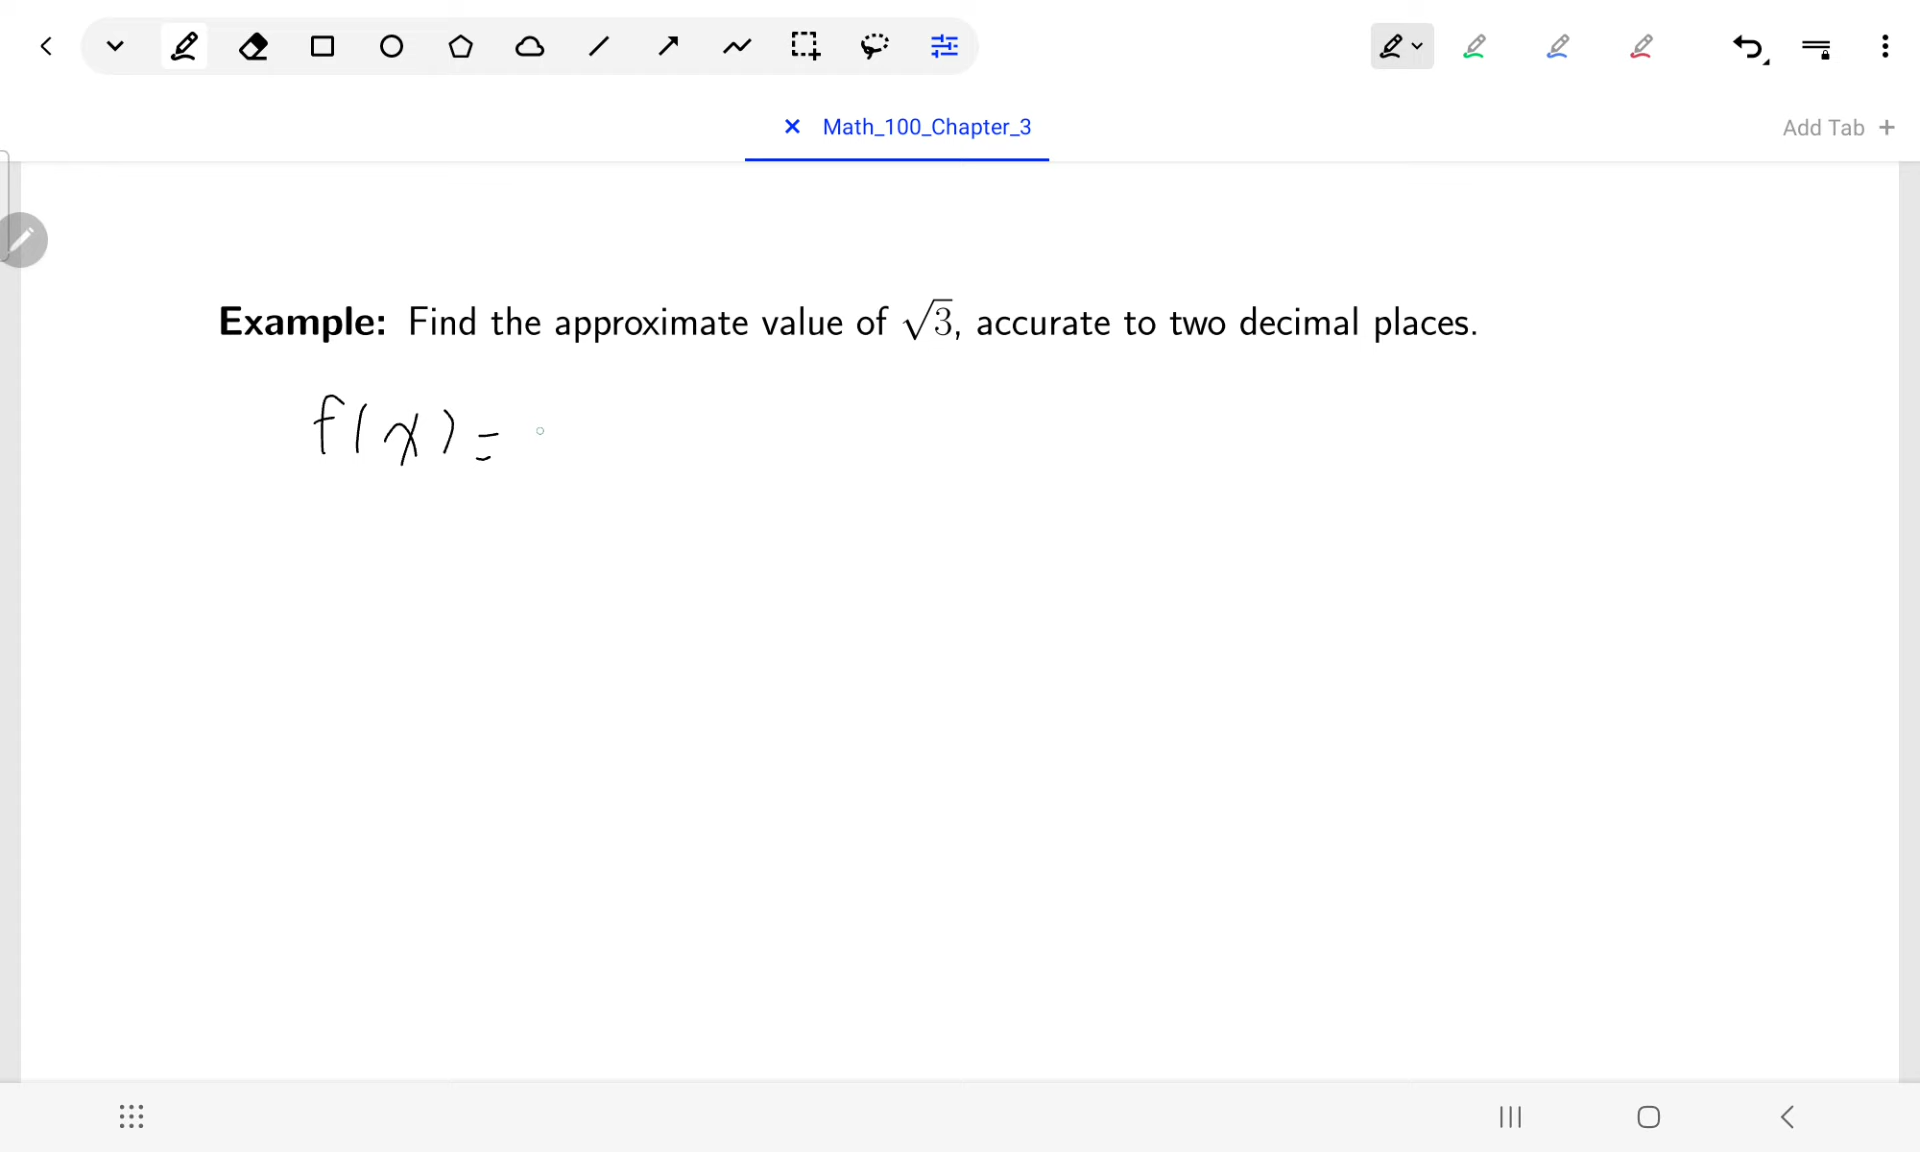 Math_100_Chapter_3
Add Tab +
Example: Find the approximate value of √3, accurate to two decimal places.
f(x) =